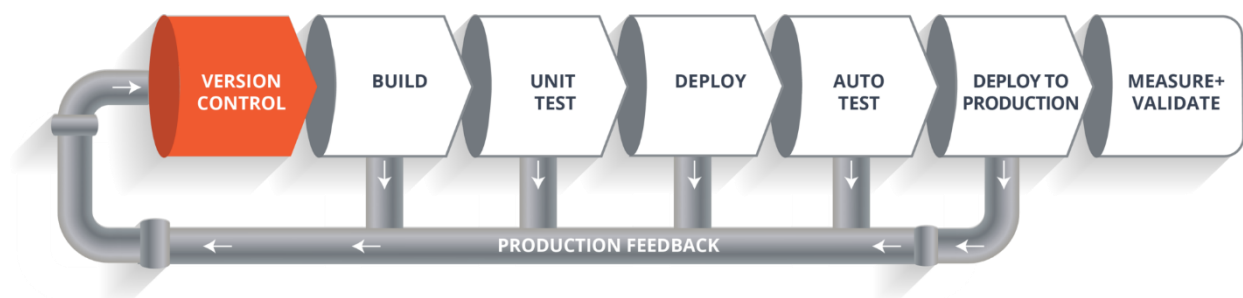 VERSION
CONTROL
BUILD
UNIT
TEST
DEPLOY
AUTO
TEST
DEPLOY TO
PRODUCTION
MEASURE+
VALIDATE
PRODUCTION FEEDBACK